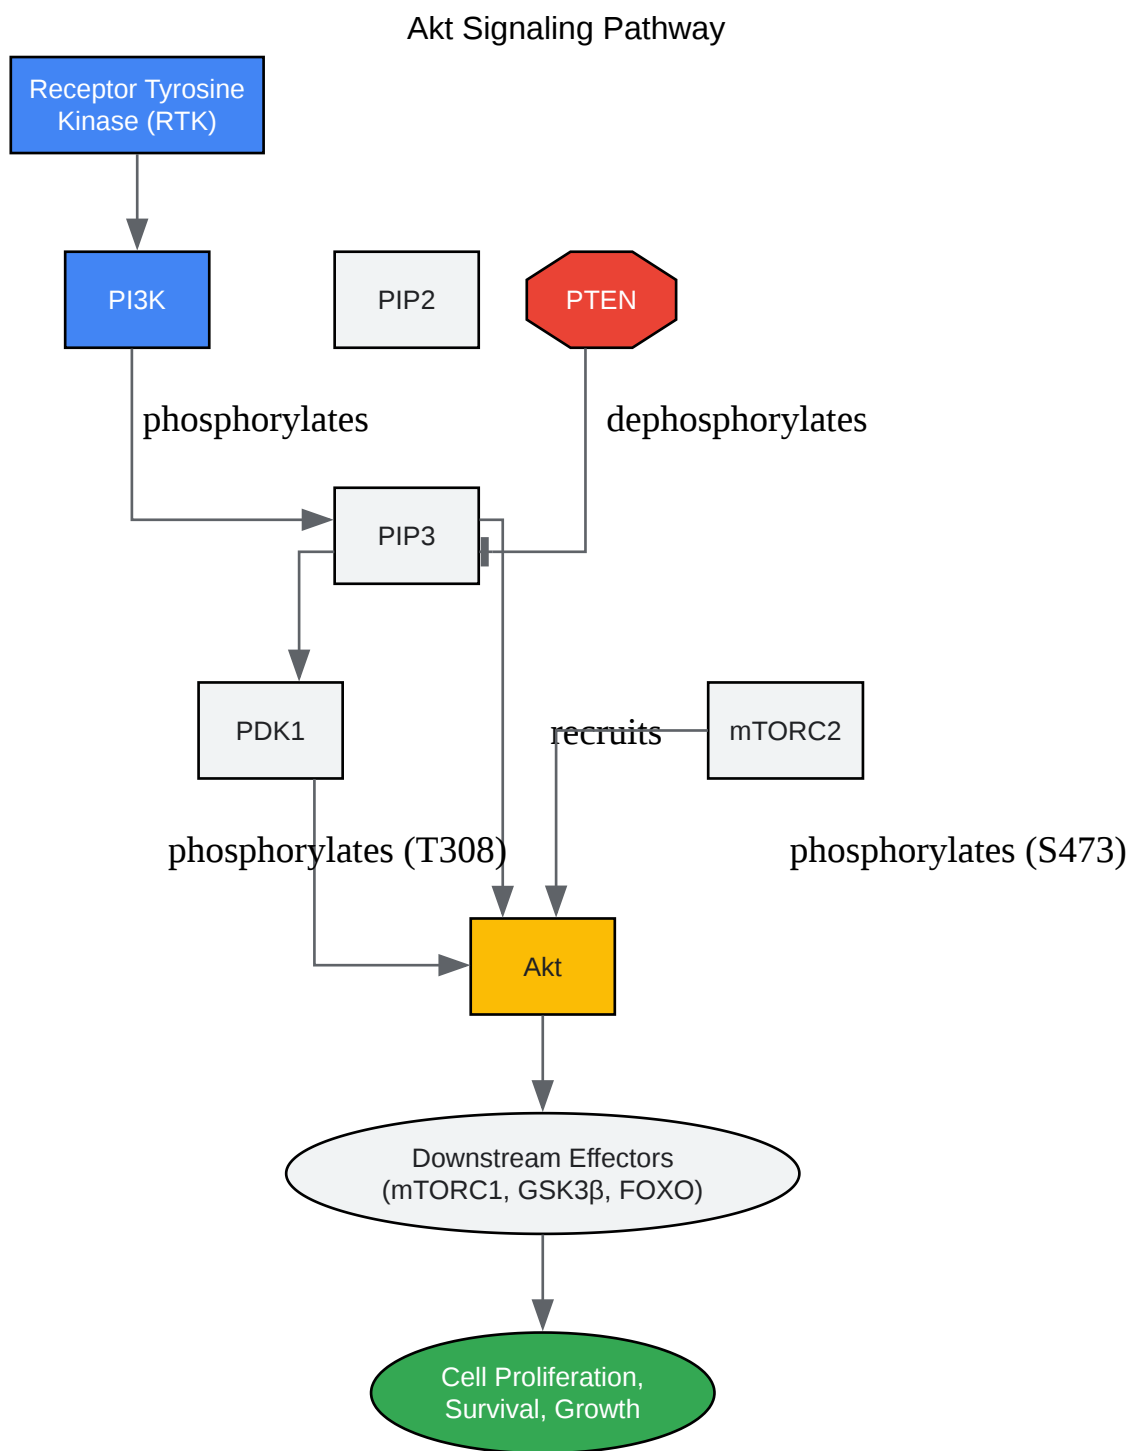 Akt Signaling Pathway
Receptor Tyrosine
Kinase (RTK)
PI3K
PIP2
PTEN
phosphorylates
dephosphorylates
PIP3
PDK1
recruits
mTORC2
phosphorylates (T308)
phosphorylates (S473)
Akt
Downstream Effectors
(mTORC1, GSK3β, FOXO)
Cell Proliferation,
Survival, Growth